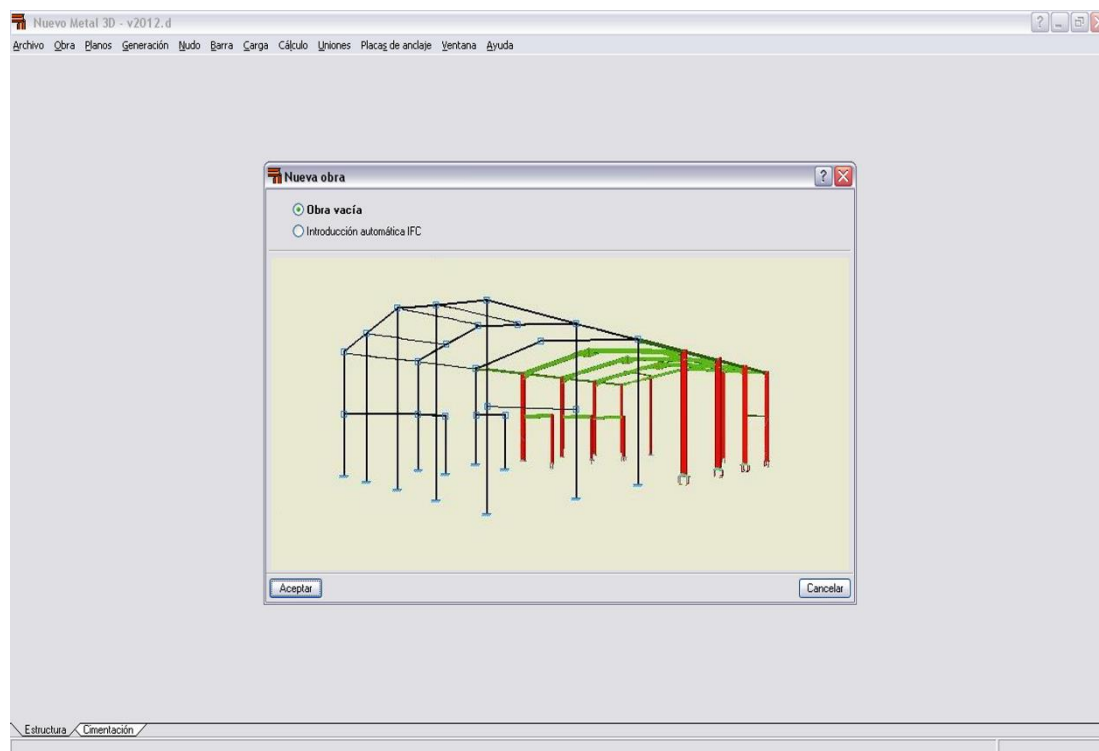 Nuevo Metal 3D - v2012.d
Archivo Obra Planos Generación Nudo Barra Carga Cálculo Uniones Placas de anclaje Ventana Ayuda
Nueva obra
Obra vacía
Introducción automática IFC
Aceptar Cancelar
Estructura Cimentación